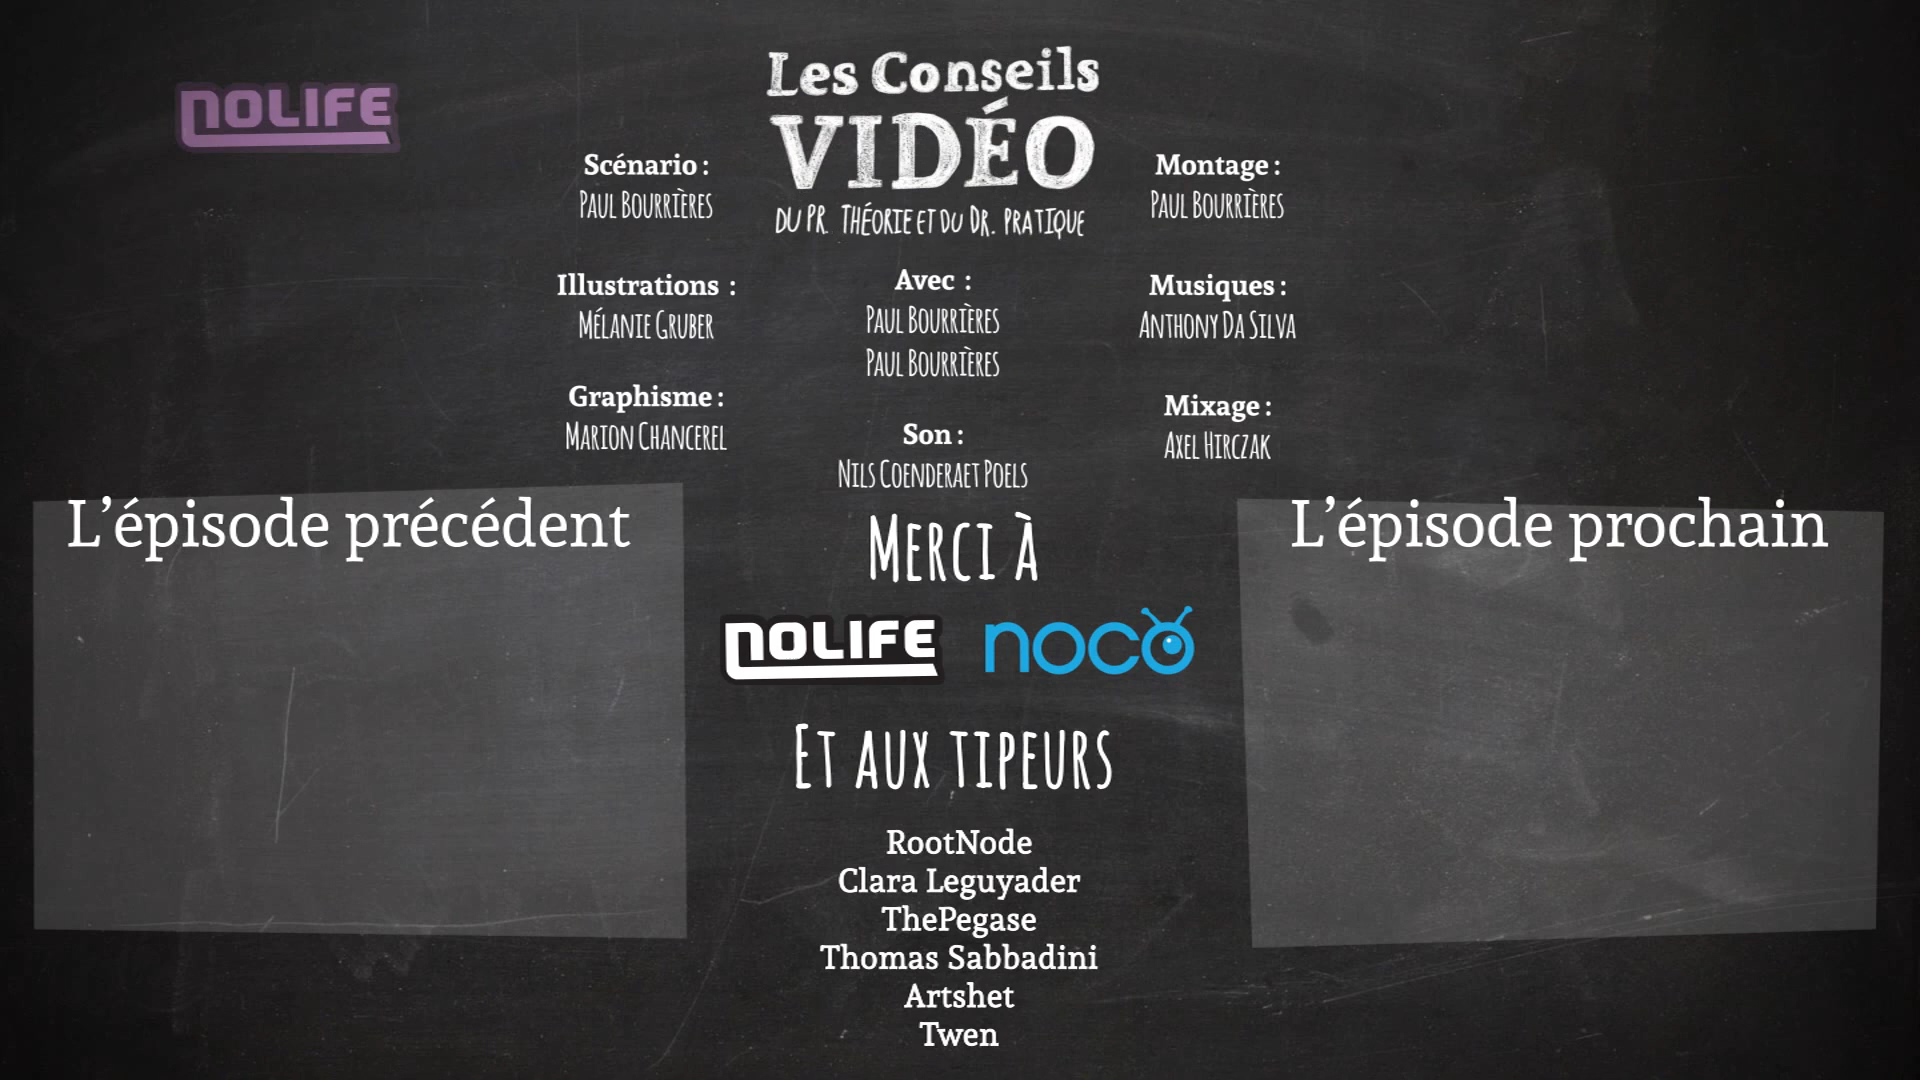 NOLIFE
Les Conseils
VIDÉO
DU PR. THÉORIE ET DU DR. PRATIQUE
Scénario :
PAUL BOURRIÈRES
Montage :
PAUL BOURRIÈRES
Illustrations :
MÉLANIE GRUBER
Avec :
PAUL BOURRIÈRES
PAUL BOURRIÈRES
Musiques :
ANTHONY DA SILVA
Graphisme :
MARION CHANCEREL
Son :
NILS COENDERAET POELS
Mixage :
AXEL HIRCZAK
L’épisode précédent
L’épisode prochain
MERCI À
NOLIFE noco
ET AUX TIPEURS
RootNode
Clara Leguyader
ThePegase
Thomas Sabbadini
Artshet
Twen